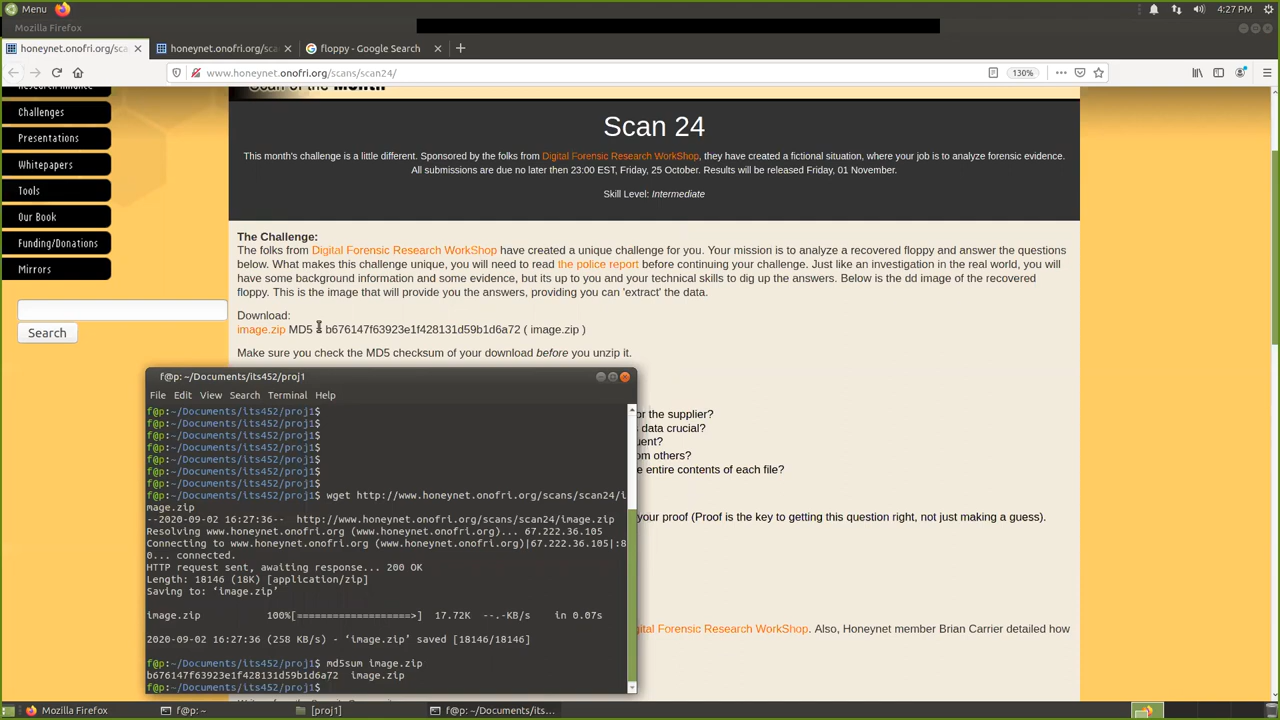 Menu
4:27 PM
Mozilla Firefox
honeynet.onofri.org/sca
honeynet.onofri.org/sca
floppy - Google Search
www.honeynet.onofri.org/scans/scan24/
130%
Research Alliance
Challenges
Presentations
Whitepapers
Tools
Our Book
Funding/Donations
Mirrors
Search
Scan of the Month
Scan 24
This month's challenge is a little different. Sponsored by the folks from Digital Forensic Research WorkShop, they have created a fictional situation, where your job is to analyze forensic evidence.
All submissions are due no later then 23:00 EST, Friday, 25 October. Results will be released Friday, 01 November.
Skill Level: Intermediate
The Challenge:
The folks from Digital Forensic Research WorkShop have created a unique challenge for you. Your mission is to analyze a recovered floppy and answer the questions
below. What makes this challenge unique, you will need to read the police report before continuing your challenge. Just like an investigation in the real world, you will
have some background information and some evidence, but its up to you and your technical skills to dig up the answers. Below is the dd image of the recovered
floppy. This is the image that will provide you the answers, providing you can 'extract' the data.
Download:
image.zip MD5 = b676147f63923e1f428131d59b1d6a72 ( image.zip )
Make sure you check the MD5 checksum of your download before you unzip it.
or the supplier?
data crucial?
uent?
om others?
e entire contents of each file?
your proof (Proof is the key to getting this question right, not just making a guess).
gital Forensic Research WorkShop. Also, Honeynet member Brian Carrier detailed how
f@p: ~/Documents/its452/proj1
File Edit View Search Terminal Help
f@p:~/Documents/its452/proj1$
f@p:~/Documents/its452/proj1$
f@p:~/Documents/its452/proj1$
f@p:~/Documents/its452/proj1$
f@p:~/Documents/its452/proj1$
f@p:~/Documents/its452/proj1$
f@p:~/Documents/its452/proj1$
f@p:~/Documents/its452/proj1$ wget http://www.honeynet.onofri.org/scans/scan24/i
mage.zip
--2020-09-02 16:27:36--  http://www.honeynet.onofri.org/scans/scan24/image.zip
Resolving www.honeynet.onofri.org (www.honeynet.onofri.org)... 67.222.36.105
Connecting to www.honeynet.onofri.org (www.honeynet.onofri.org)|67.222.36.105|:8
0... connected.
HTTP request sent, awaiting response... 200 OK
Length: 18146 (18K) [application/zip]
Saving to: ‘image.zip’
image.zip 100%[===================>] 17.72K --.-KB/s in 0.07s
2020-09-02 16:27:36 (258 KB/s) - ‘image.zip’ saved [18146/18146]
f@p:~/Documents/its452/proj1$ md5sum image.zip
b676147f63923e1f428131d59b1d6a72  image.zip
f@p:~/Documents/its452/proj1$
Mozilla Firefox
f@p: ~
[proj1]
f@p: ~/Documents/its...